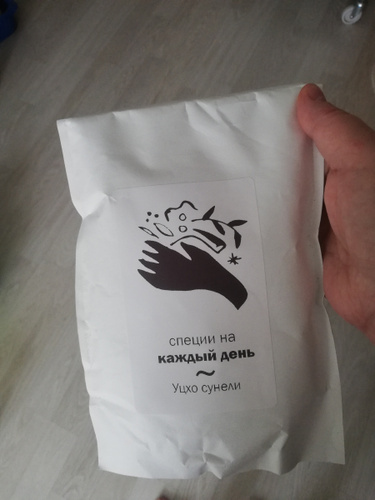 специи на
каждый день
~
Уцхо сунели